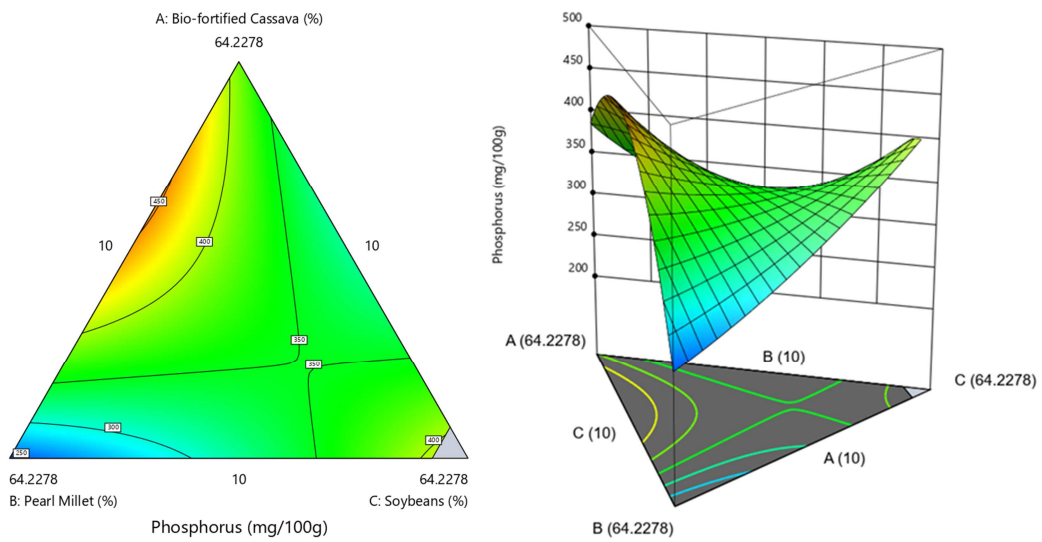 A: Bio-fortified Cassava (%)
64.2278
450
10
400
10
350
350
300
400
250
64.2278
10
64.2278
B: Pearl Millet (%)
C: Soybeans (%)
Phosphorus (mg/100g)
500
450
400
350
300
250
200
Phosphorus (mg/100g)
A (64.2278)
B (10)
C (64.2278)
C (10)
A (10)
B (64.2278)